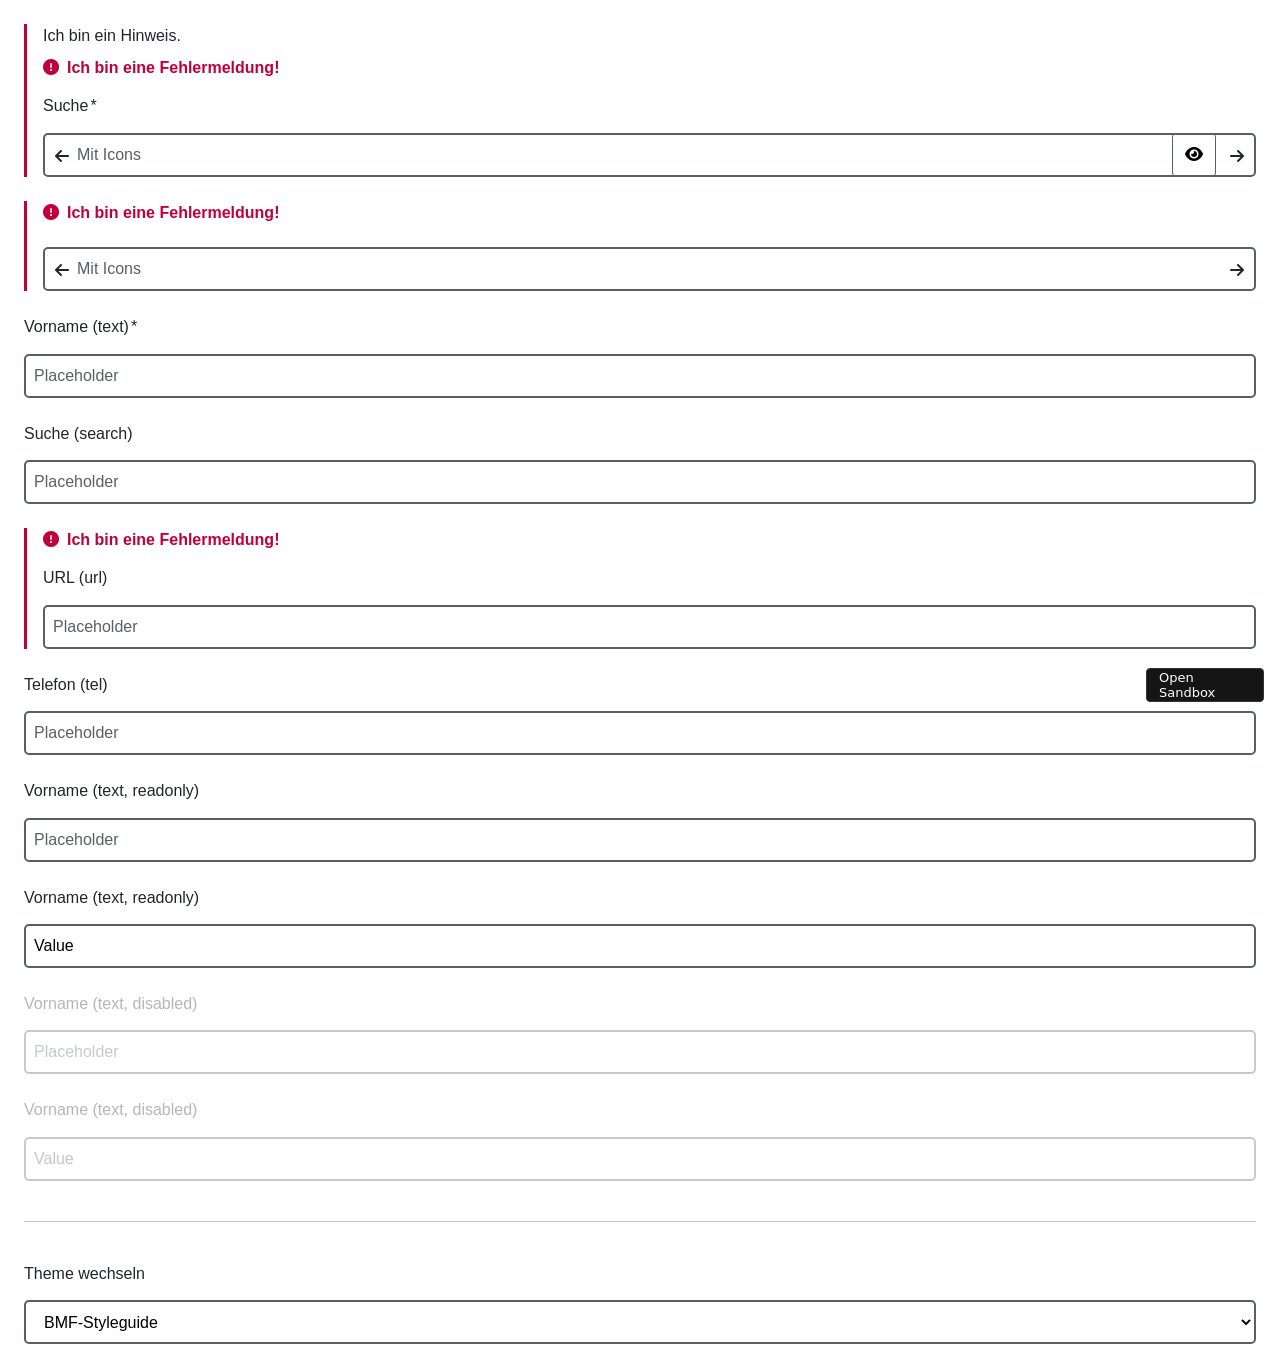 Ich bin ein Hinweis.
Ich bin eine Fehlermeldung!
Suche*
Mit Icons
Ich bin eine Fehlermeldung!
Mit Icons
Vorname (text)*
Placeholder
Suche (search)
Placeholder
Ich bin eine Fehlermeldung!
URL (url)
Placeholder
Telefon (tel)
Open
Sandbox
Placeholder
Vorname (text, readonly)
Placeholder
Vorname (text, readonly)
Value
Vorname (text, disabled)
Placeholder
Vorname (text, disabled)
Value
Theme wechseln
BMF-Styleguide